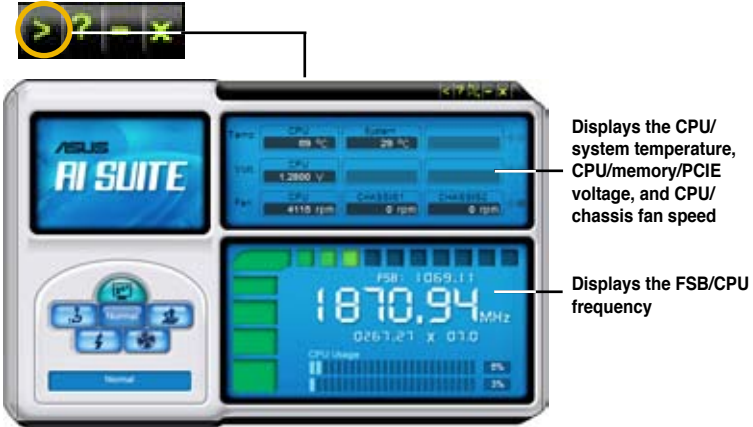 > ? - x
< ? - x
ASUS
AI SUITE
Temp CPU System
89 °C 28 °C
Volt CPU
1.2800 V
Fan CPU CHASSIS1 CHASSIS2
4115 rpm 0 rpm 0 rpm
FSB: 1069.11
1870.94 MHz
0267.27 x 07.0
CPU Usage
3%
Normal
Normal
Displays the CPU/
system temperature,
CPU/memory/PCIE
voltage, and CPU/
chassis fan speed
Displays the FSB/CPU
frequency